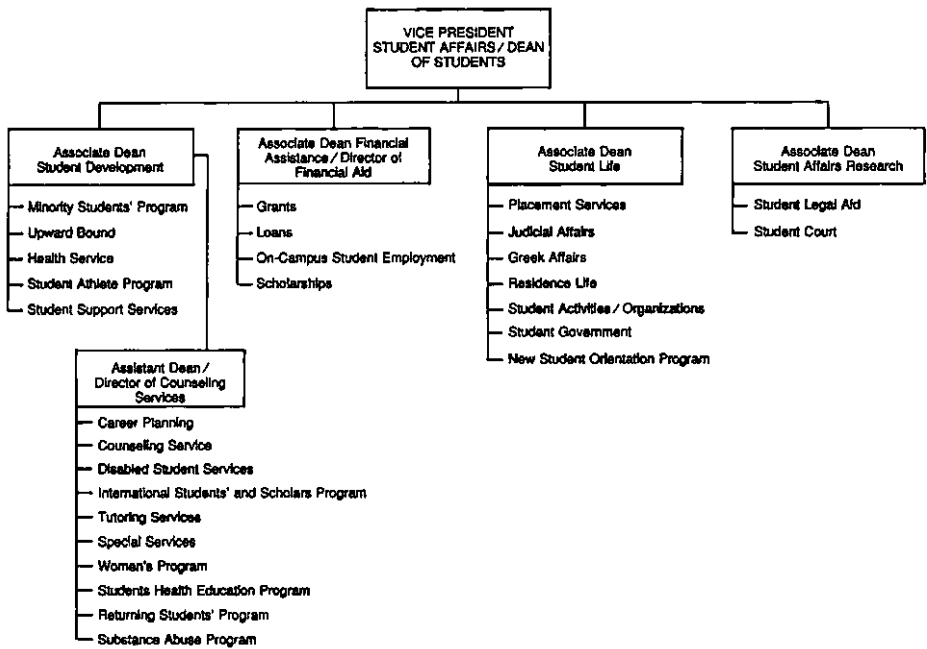 VICE PRESIDENT
STUDENT AFFAIRS / DEAN
OF STUDENTS
Associate Dean
Student Development
Minority Students' Program
Upward Bound
Health Service
Student Athlete Program
Student Support Services
Assistant Dean /
Director of Counseling
Services
Career Planning
Counseling Service
Disabled Student Services
International Students' and Scholars Program
Tutoring Services
Special Services
Women's Program
Students Health Education Program
Returning Students' Program
Substance Abuse Program
Associate Dean Financial
Assistance / Director of
Financial Aid
Grants
Loans
On-Campus Student Employment
Scholarships
Associate Dean
Student Life
Placement Services
Judicial Affairs
Greek Affairs
Residence Life
Student Activities / Organizations
Student Government
New Student Orientation Program
Associate Dean
Student Affairs Research
Student Legal Aid
Student Court